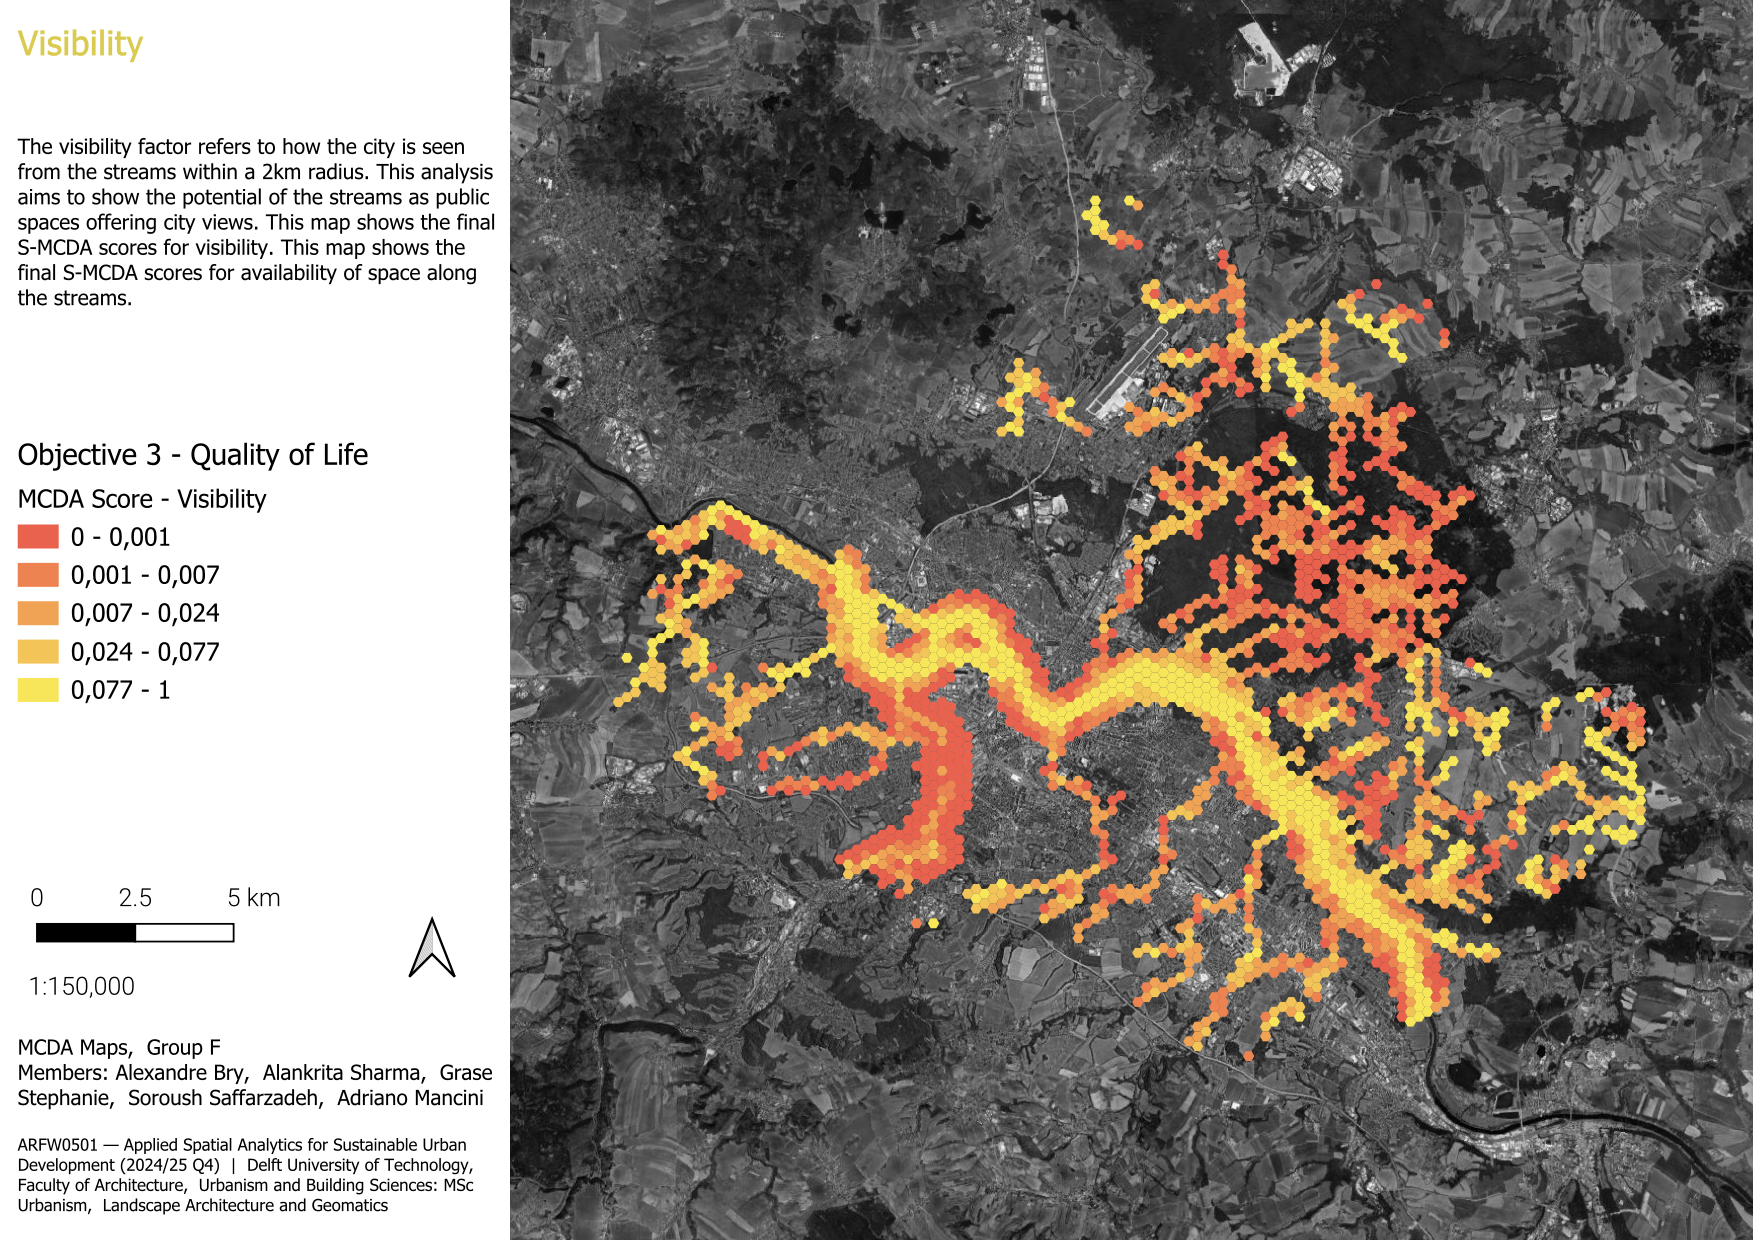 Visibility
The visibility factor refers to how the city is seen
from the streams within a 2km radius. This analysis
aims to show the potential of the streams as public
spaces offering city views. This map shows the final
S-MCDA scores for visibility. This map shows the
final S-MCDA scores for availability of space along
the streams.
Objective 3 - Quality of Life
MCDA Score - Visibility
0 - 0,001
0,001 - 0,007
0,007 - 0,024
0,024 - 0,077
0,077 - 1
0 2.5 5 km
1:150,000
MCDA Maps, Group F
Members: Alexandre Bry, Alankrita Sharma, Grase
Stephanie, Soroush Saffarzadeh, Adriano Mancini
ARFW0501 — Applied Spatial Analytics for Sustainable Urban
Development (2024/25 Q4) | Delft University of Technology,
Faculty of Architecture, Urbanism and Building Sciences: MSc
Urbanism, Landscape Architecture and Geomatics